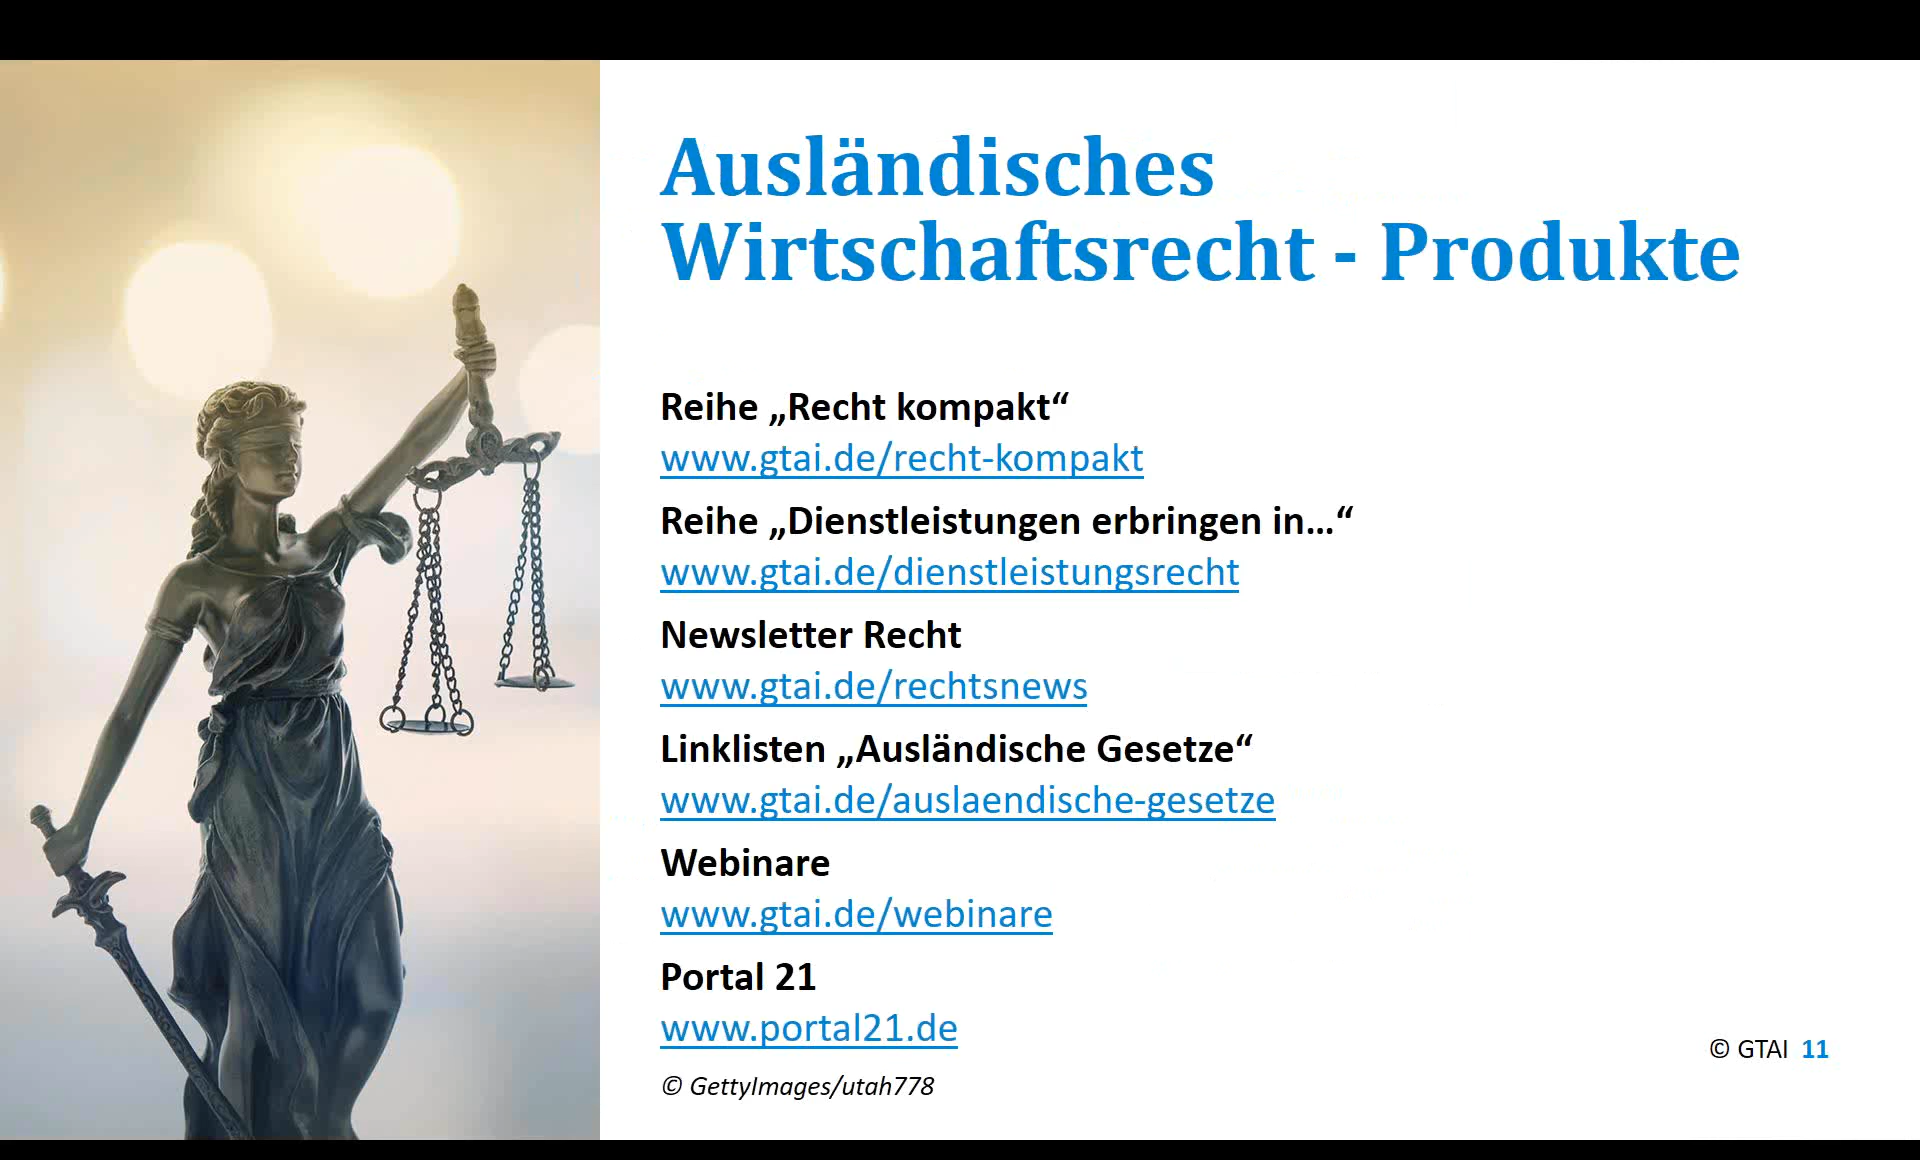 Ausländisches
Wirtschaftsrecht - Produkte
Reihe „Recht kompakt“
www.gtai.de/recht-kompakt
Reihe „Dienstleistungen erbringen in…“
www.gtai.de/dienstleistungsrecht
Newsletter Recht
www.gtai.de/rechtsnews
Linklisten „Ausländische Gesetze“
www.gtai.de/auslaendische-gesetze
Webinare
www.gtai.de/webinare
Portal 21
www.portal21.de
© GTAI 11
© GettyImages/utah778